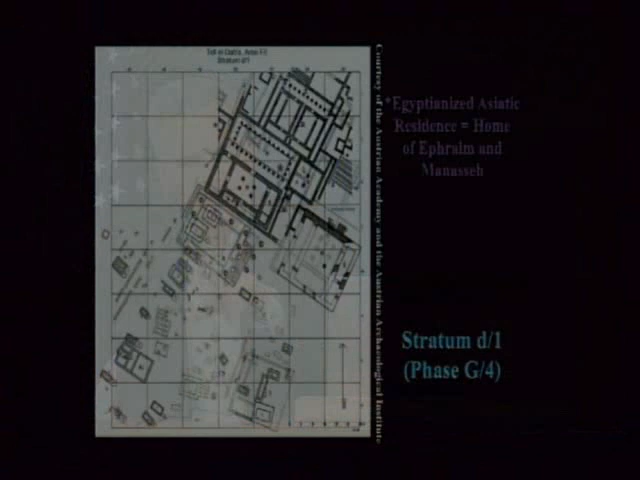 Tell el-Dab'a, Area F/I
Stratum d/1
*Egyptianized Asiatic
Residence = Home
of Ephraim and
Manasseh
Stratum d/1
(Phase G/4)
Courtesy of the Austrian Academy and the Austrian Archaeological Institute